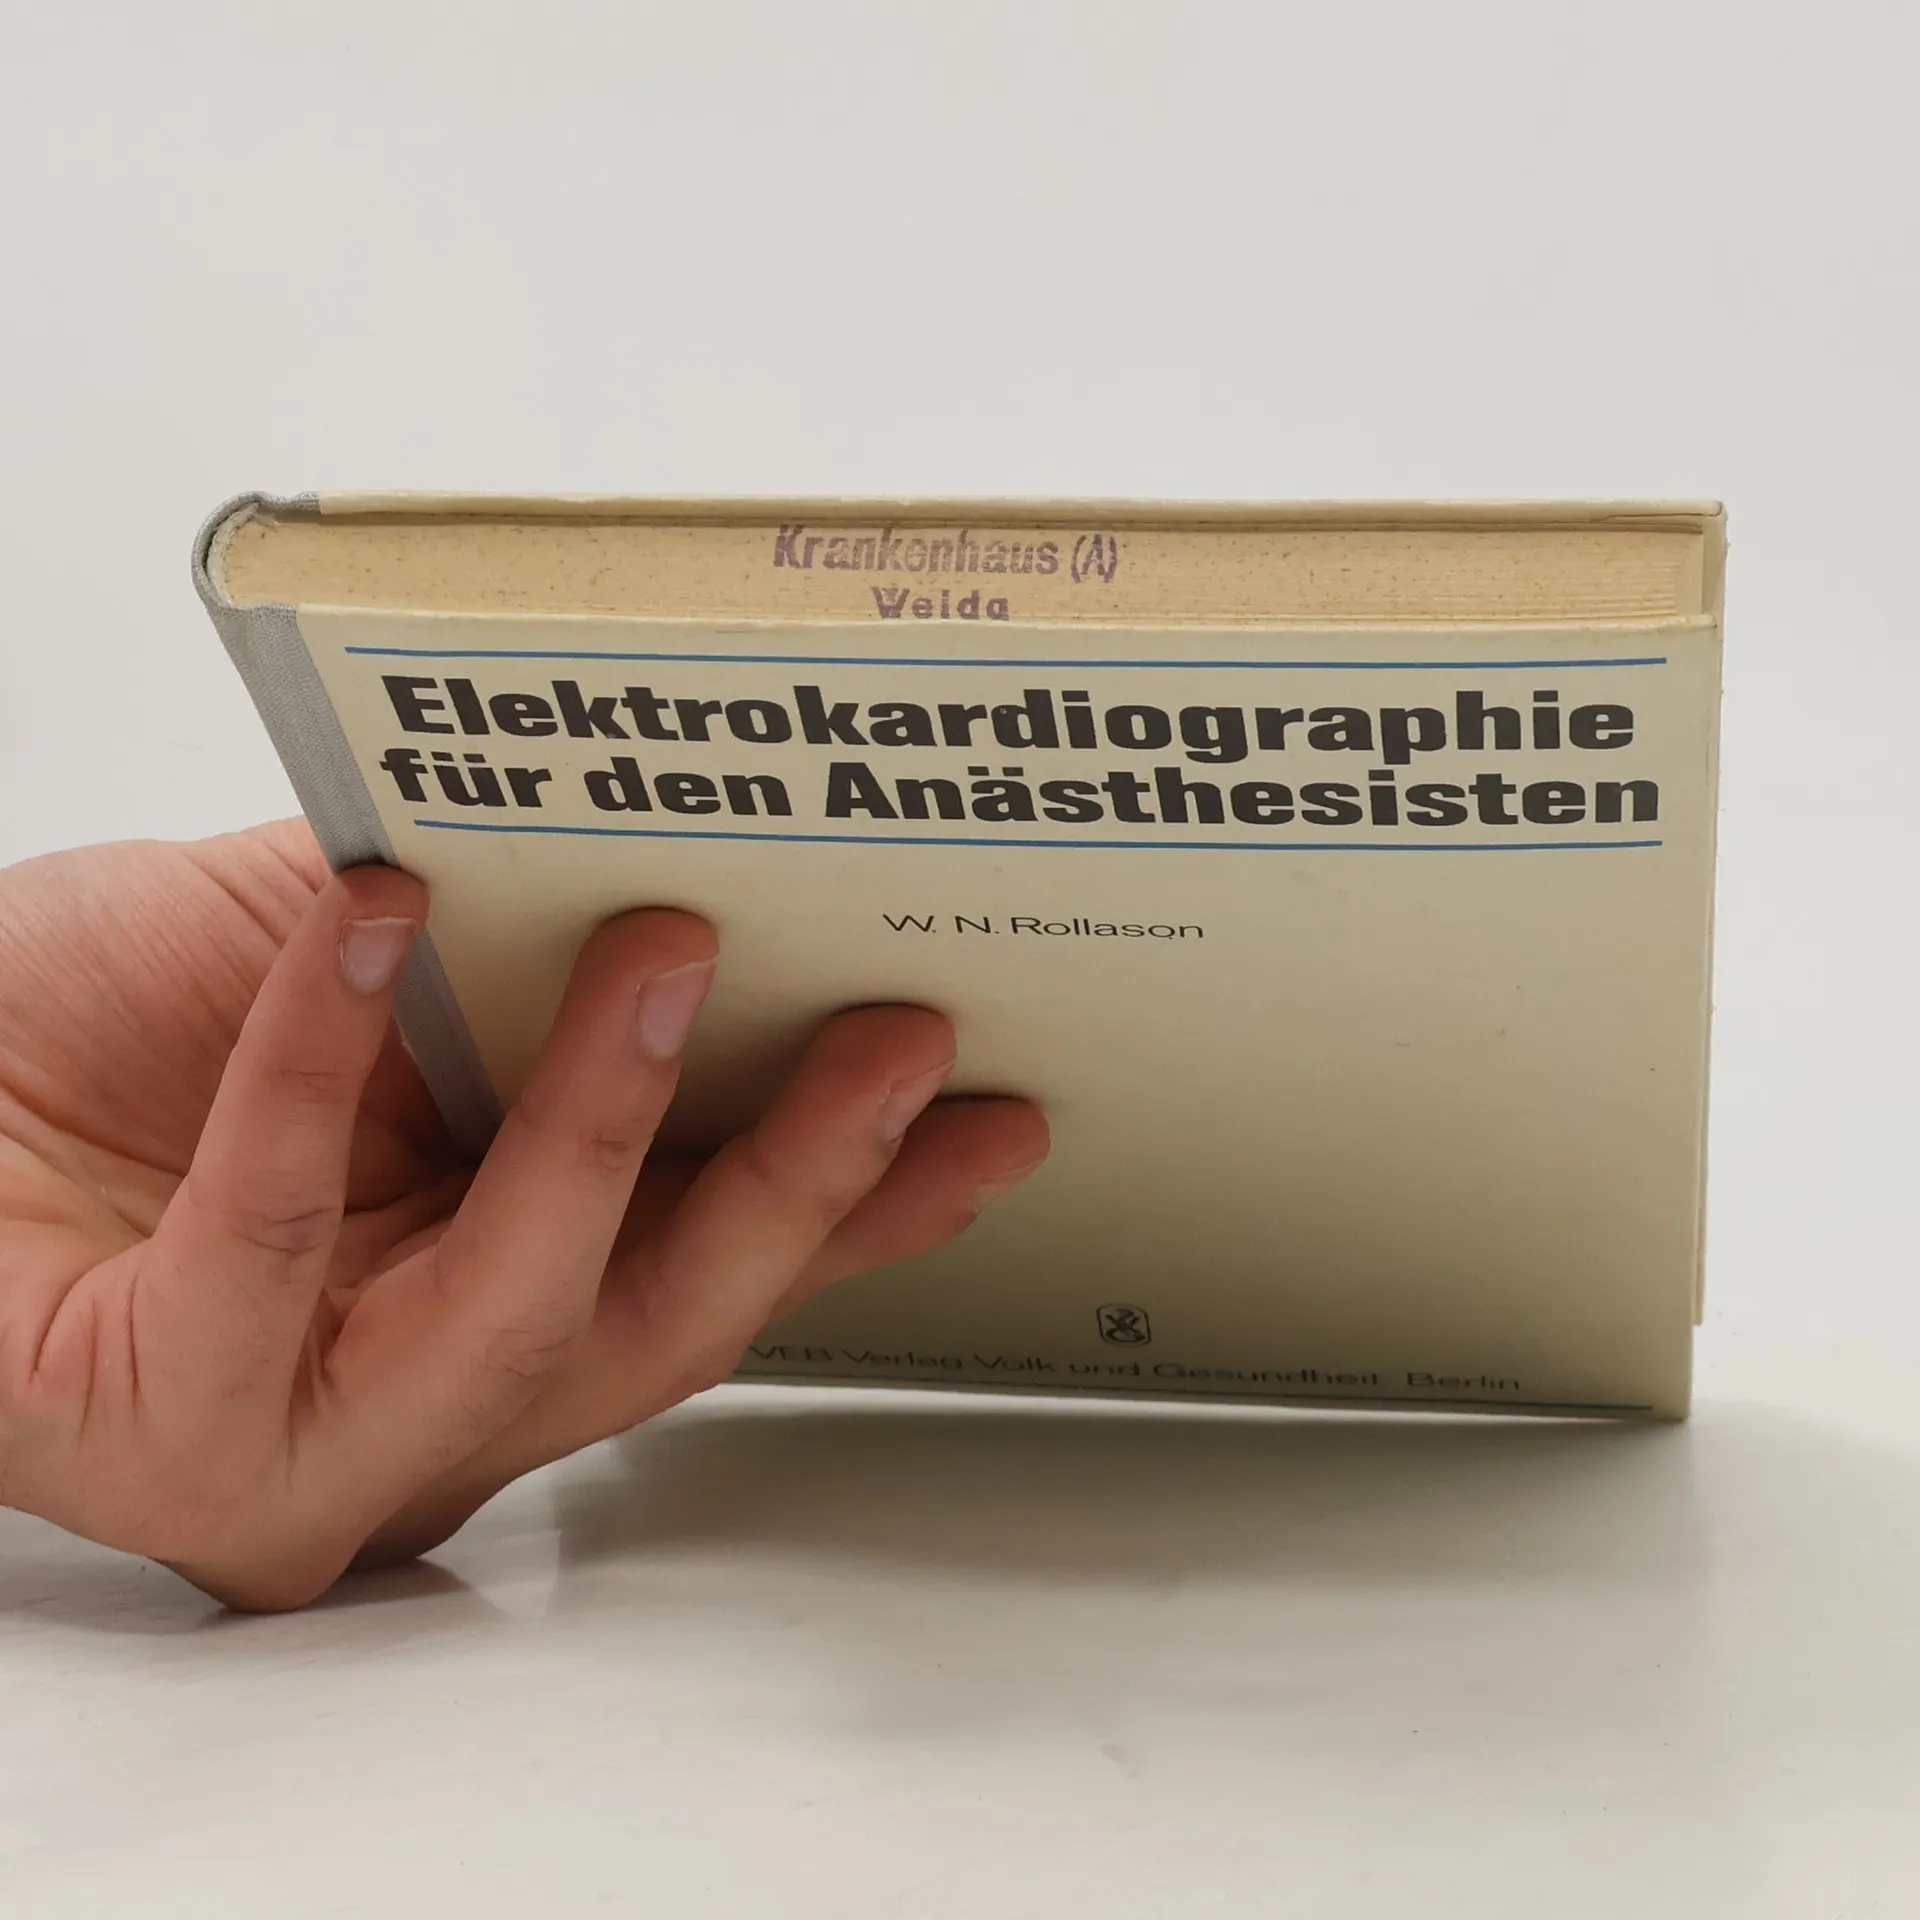 Krankenhaus (A)
Weida
Elektrokardiographie
für den Anästhesisten
W. N. Rollason
VEB Verlag Volk und Gesundheit Berlin